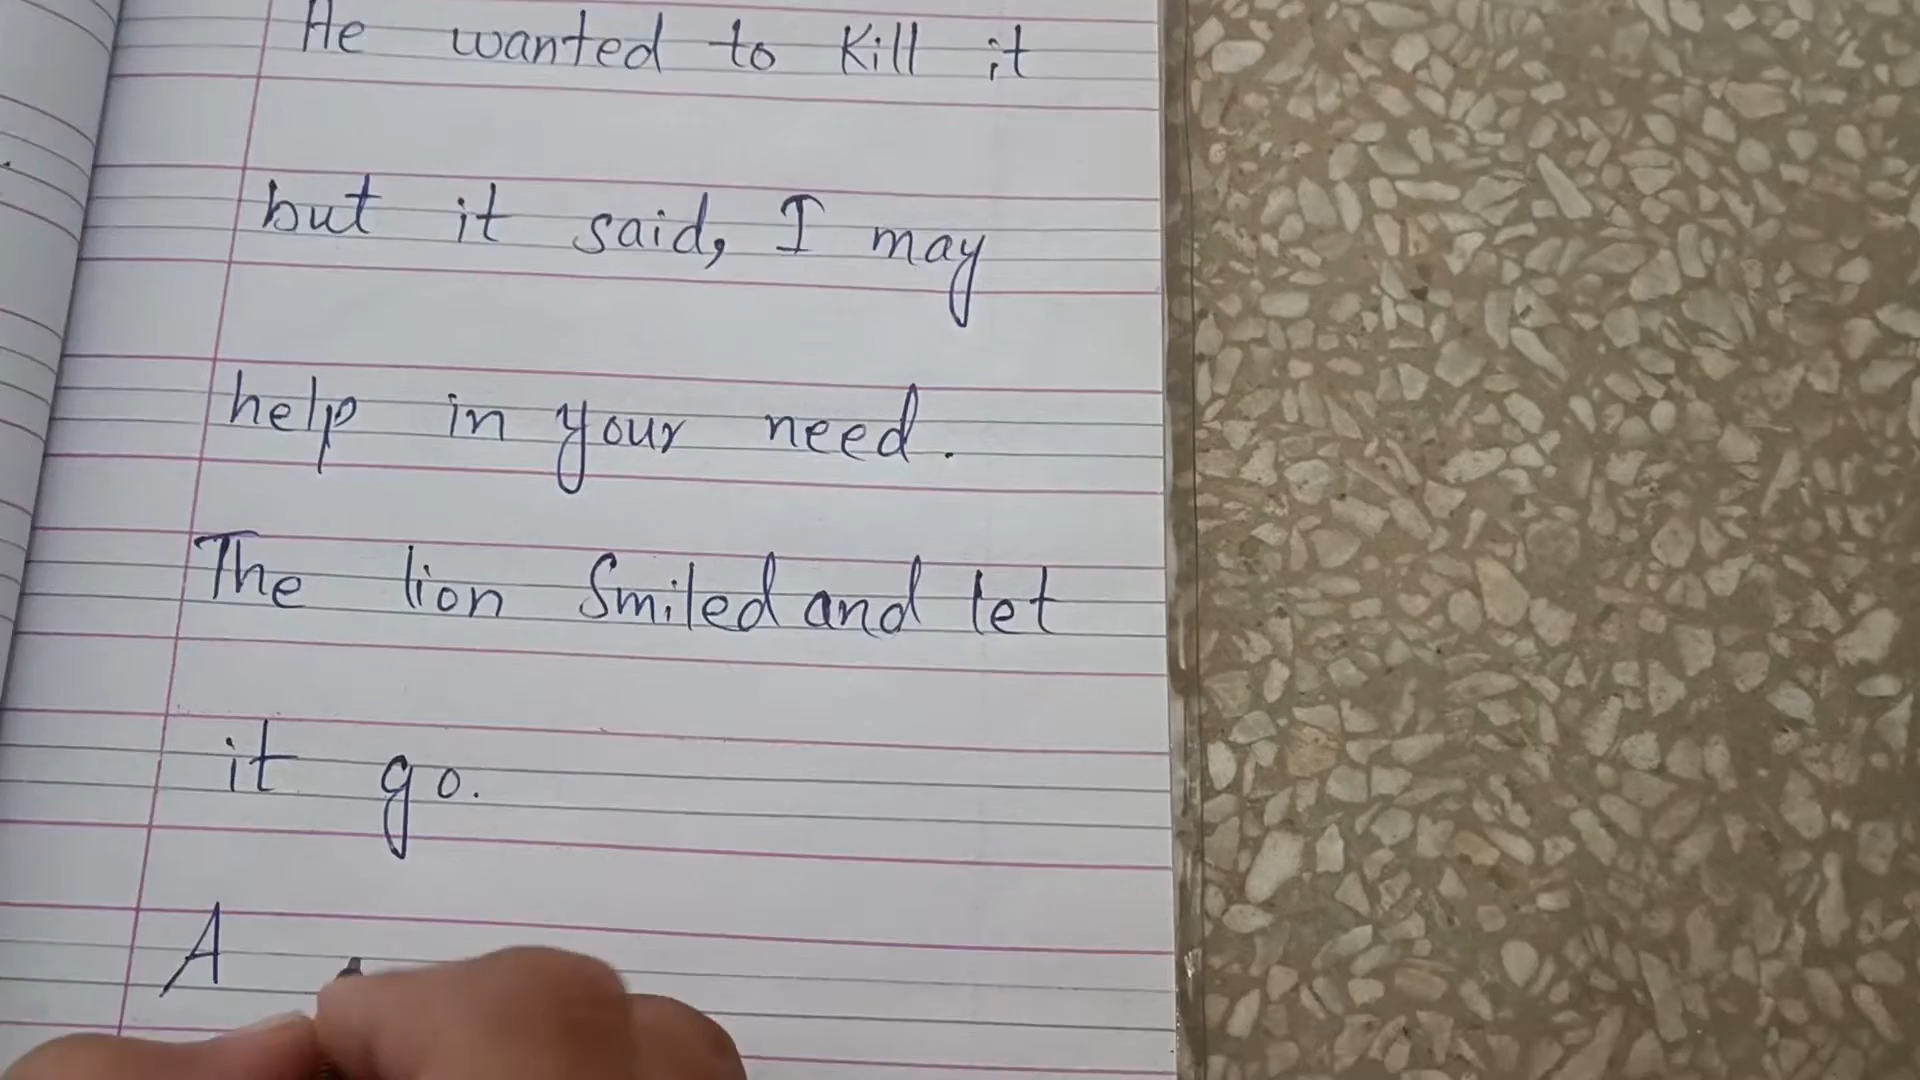 He wanted to Kill it
but it said, I may
help in your need.
The lion Smiled and let
it go.
A